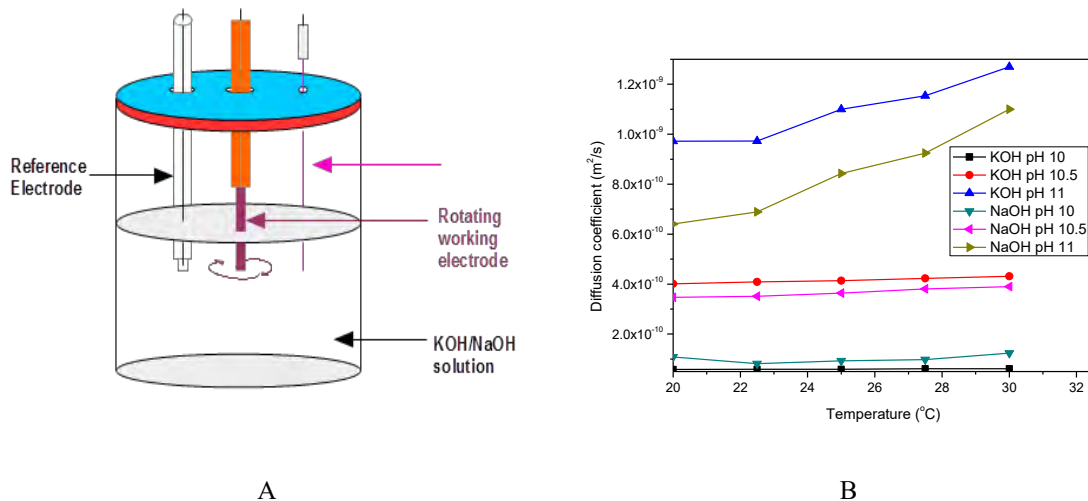 Reference
Electrode
Rotating
working
electrode
KOH/NaOH
solution
A
1.2x10⁻⁹
1.0x10⁻⁹
8.0x10⁻¹⁰
6.0x10⁻¹⁰
4.0x10⁻¹⁰
2.0x10⁻¹⁰
Diffusion coefficient (m²/s)
KOH pH 10
KOH pH 10.5
KOH pH 11
NaOH pH 10
NaOH pH 10.5
NaOH pH 11
20 22 24 26 28 30 32
Temperature (°C)
B